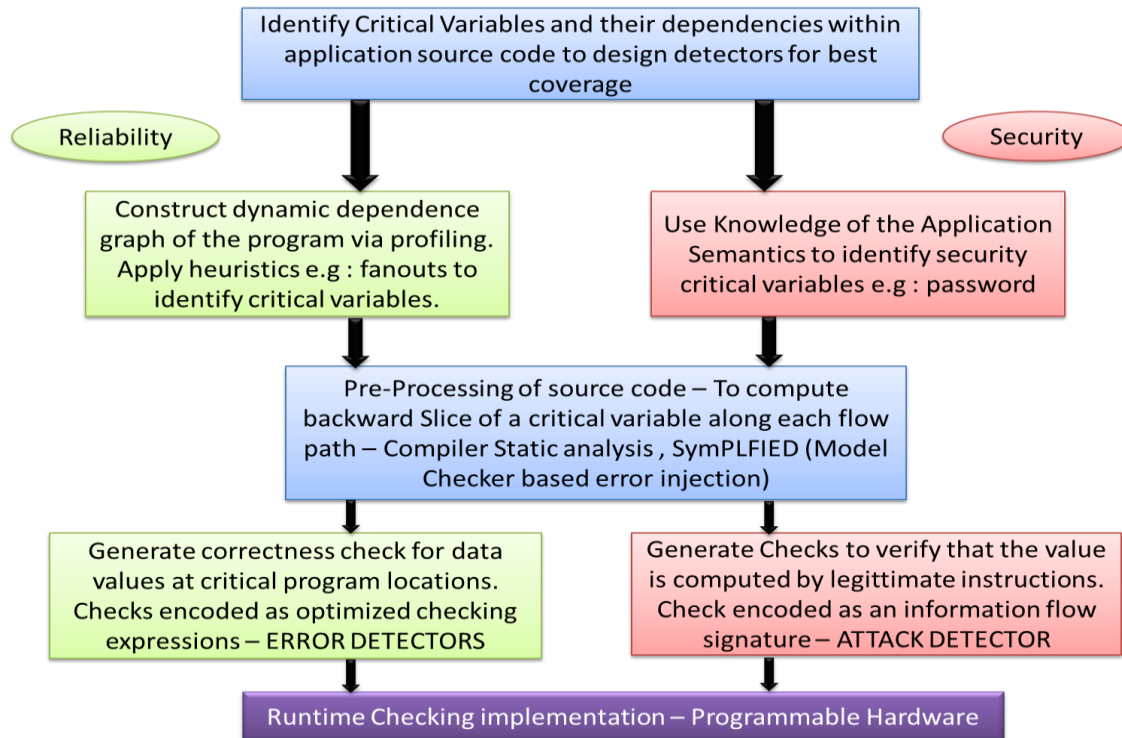 Identify Critical Variables and their dependencies within
application source code to design detectors for best
coverage
Reliability
Security
Construct dynamic dependence
graph of the program via profiling.
Apply heuristics e.g : fanouts to
identify critical variables.
Use Knowledge of the Application
Semantics to identify security
critical variables e.g : password
Pre-Processing of source code – To compute
backward Slice of a critical variable along each flow
path – Compiler Static analysis , SymPLFIED (Model
Checker based error injection)
Generate correctness check for data
values at critical program locations.
Checks encoded as optimized checking
expressions – ERROR DETECTORS
Generate Checks to verify that the value
is computed by legittimate instructions.
Check encoded as an information flow
signature – ATTACK DETECTOR
Runtime Checking implementation – Programmable Hardware